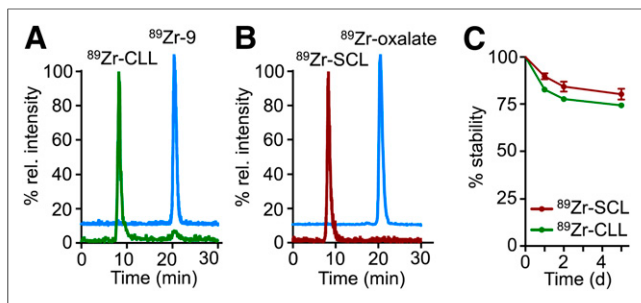 A
⁸⁹Zr-9
⁸⁹Zr-CLL
% rel. intensity
100
80
60
40
20
0
0 10 20 30
Time (min)
B
⁸⁹Zr-oxalate
⁸⁹Zr-SCL
% rel. intensity
100
80
60
40
20
0
0 10 20 30
Time (min)
C
% stability
100
75
50
25
0
⁸⁹Zr-SCL
⁸⁹Zr-CLL
0 2 4
Time (d)